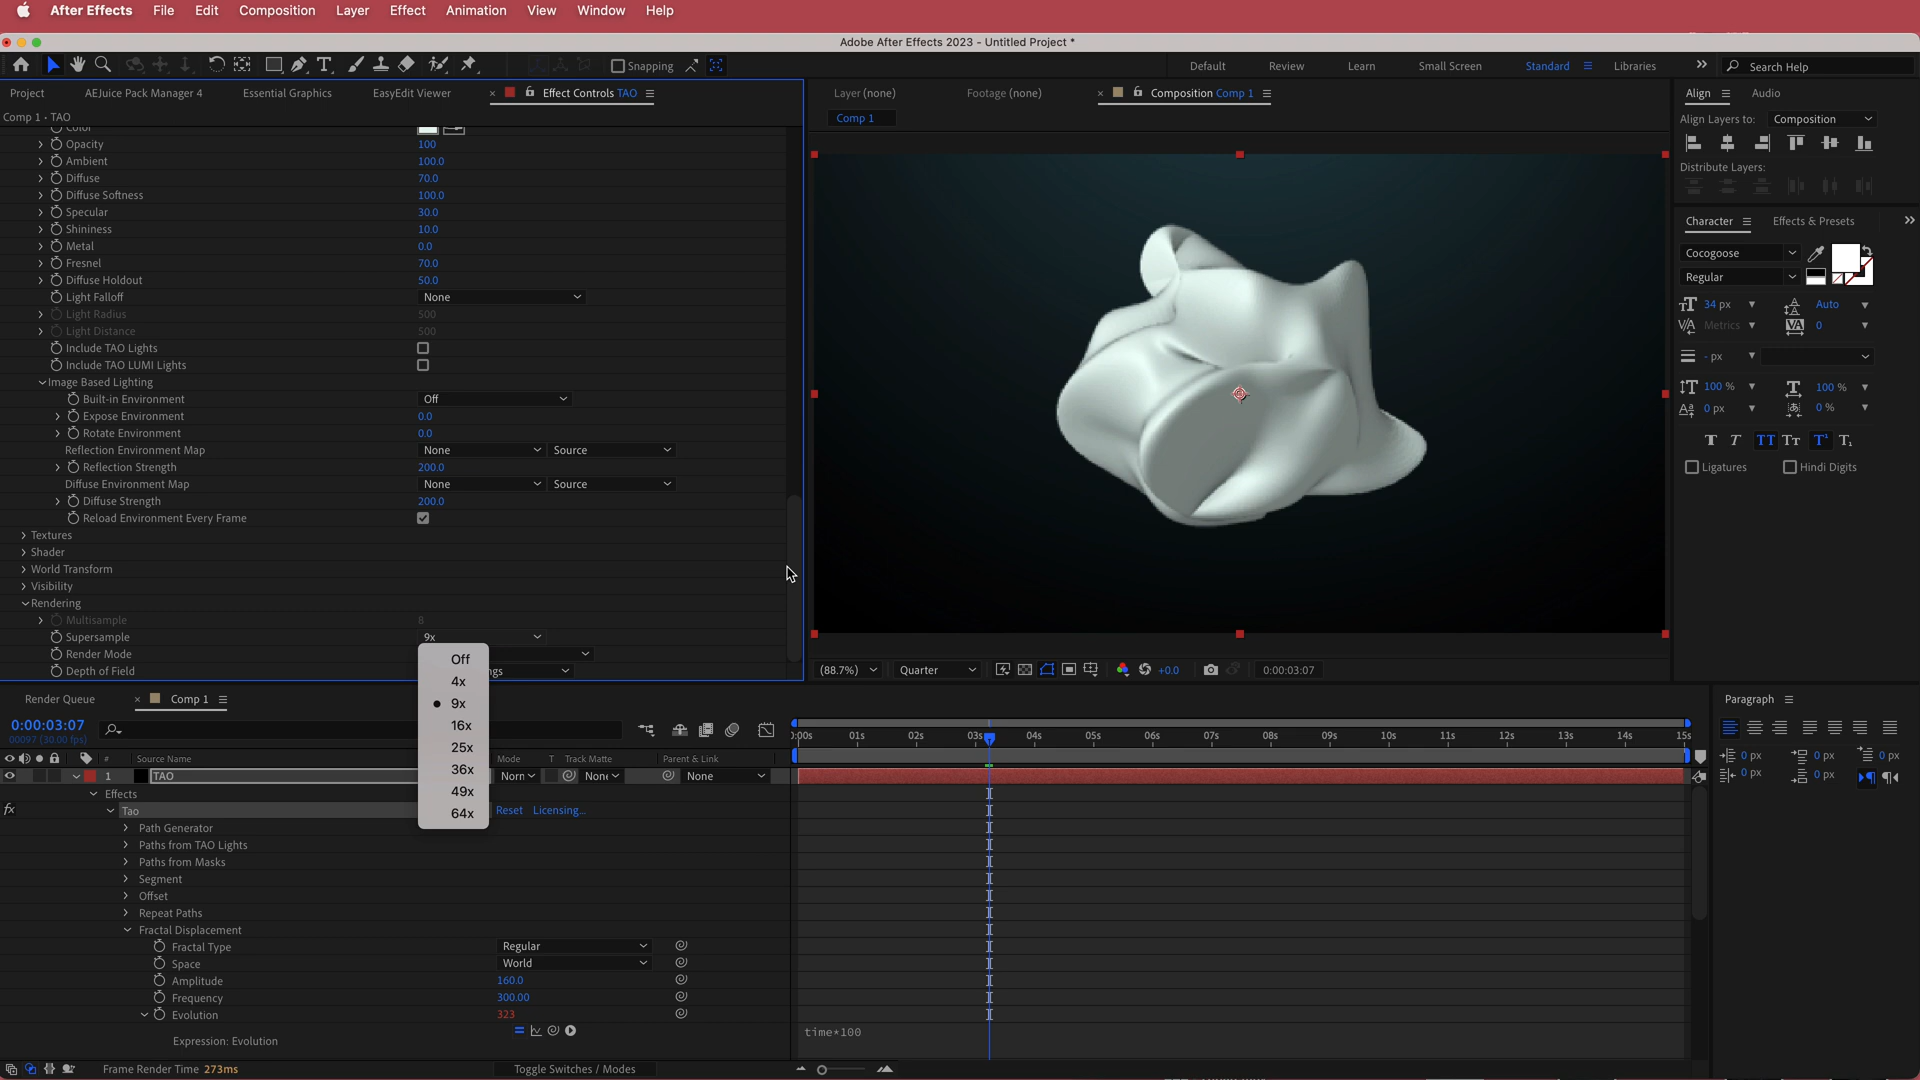 After Effects File Edit Composition Layer Effect Animation View Window Help
Adobe After Effects 2023 - Untitled Project *
Snapping
Default Review Learn Small Screen Standard Libraries Search Help
Project AEJuice Pack Manager 4 Essential Graphics EasyEdit Viewer × Effect Controls TAO
Comp 1 • TAO
Color
Opacity 100
Ambient 100.0
Diffuse 70.0
Diffuse Softness 100.0
Specular 30.0
Shininess 10.0
Metal 0.0
Fresnel 70.0
Diffuse Holdout 50.0
Light Falloff None
Light Radius 500
Light Distance 500
Include TAO Lights
Include TAO LUMI Lights
Image Based Lighting
Built-in Environment Off
Expose Environment 0.0
Rotate Environment 0.0
Reflection Environment Map None Source
Reflection Strength 200.0
Diffuse Environment Map None Source
Diffuse Strength 200.0
Reload Environment Every Frame
Textures
Shader
World Transform
Visibility
Rendering
Multisample 8
Supersample 9x
Render Mode
Depth of Field ngs
Off
4x
9x
16x
25x
36x
49x
64x
Layer (none) Footage (none) × Composition Comp 1
Comp 1
(88.7%) Quarter +0.0 0:00:03:07
Align Audio
Align Layers to: Composition
Distribute Layers:
Character Effects & Presets
Cocogoose
Regular
34 px Auto
Metrics 0
- px
100 % 100 %
0 px 0 %
TT Tt T¹ T₁
Ligatures Hindi Digits
Render Queue × Comp 1
0:00:03:07
00097 (30.00 fps)
# Source Name Mode T Track Matte Parent & Link
1 TAO Norn None None
Effects
fx Tao Reset Licensing...
Path Generator
Paths from TAO Lights
Paths from Masks
Segment
Offset
Repeat Paths
Fractal Displacement
Fractal Type Regular
Space World
Amplitude 160.0
Frequency 300.00
Evolution 323
Expression: Evolution
):00s 01s 02s 03s 04s 05s 06s 07s 08s 09s 10s 11s 12s 13s 14s 15s
time*100
Paragraph
0 px 0 px 0 px
0 px 0 px
Frame Render Time 273ms Toggle Switches / Modes